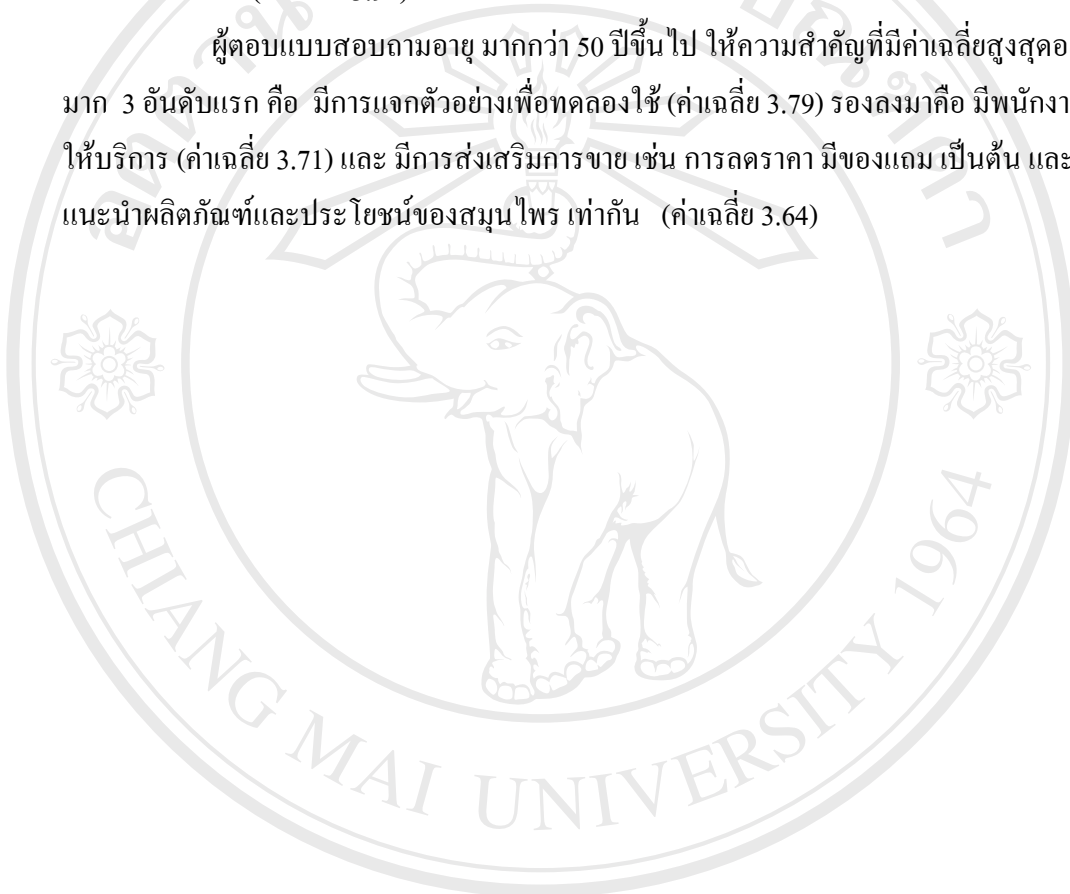 ผู้ตอบแบบสอบถามอายุ มากกว่า 50 ปีขึ้นไป ให้ความสำคัญที่มีค่าเฉลี่ยสูงสุดอ
มาก 3 อันดับแรก คือ มีการแจกตัวอย่างเพื่อทดลองใช้ (ค่าเฉลี่ย 3.79) รองลงมาคือ มีพนักงา
ให้บริการ (ค่าเฉลี่ย 3.71) และ มีการส่งเสริมการขาย เช่น การลดราคา มีของแถม เป็นต้น และ
แนะนำผลิตภัณฑ์และประโยชน์ของสมุนไพร เท่ากัน (ค่าเฉลี่ย 3.64)
CHIANG MAI UNIVERSITY 1964